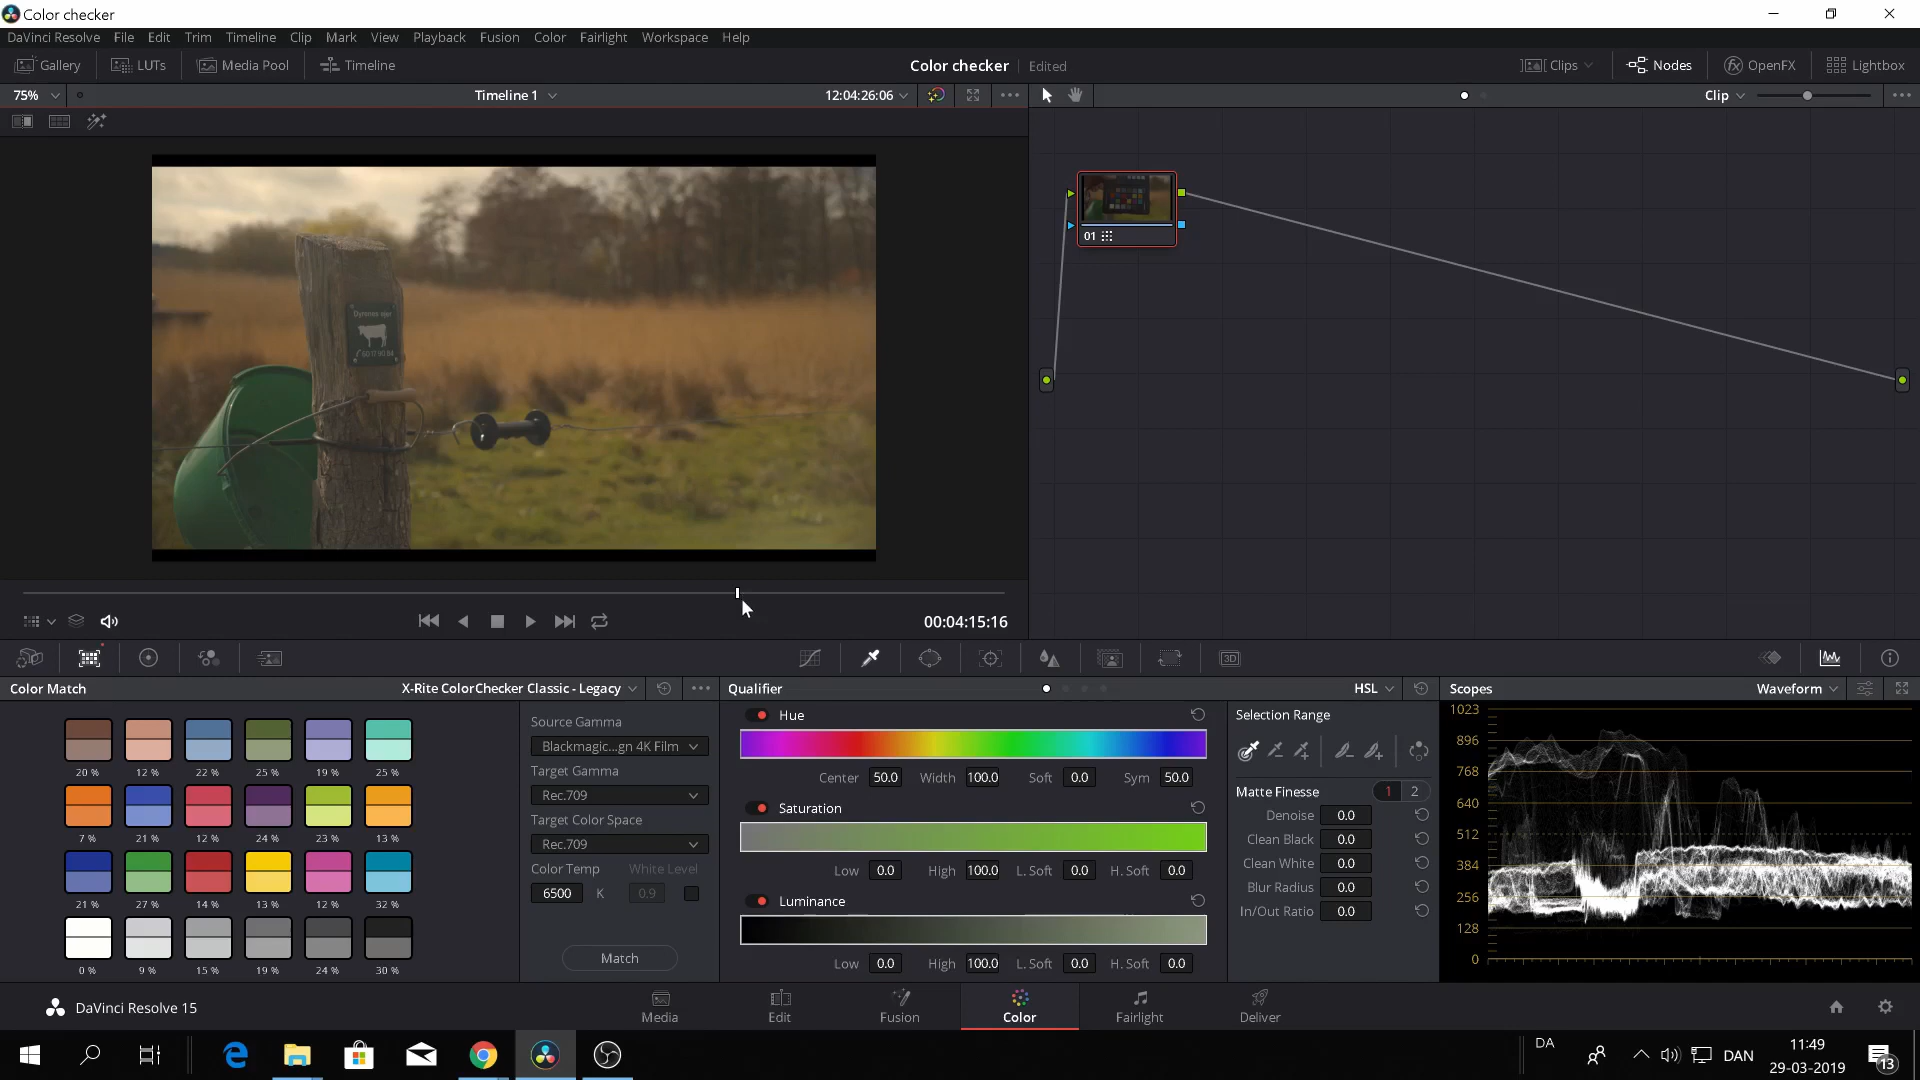 Color checker
DaVinci Resolve File Edit Trim Timeline Clip Mark View Playback Fusion Color Fairlight Workspace Help
Gallery LUTs Media Pool Timeline Color checker Edited Clips Nodes OpenFX Lightbox
75% Timeline 1 12:04:26:06 Clip
Dyrenes ejer
01
00:04:15:16
3D
Color Match X-Rite ColorChecker Classic - Legacy Qualifier HSL Scopes Waveform
20 % 12 % 22 % 25 % 19 % 25 %
7 % 21 % 12 % 24 % 23 % 13 %
21 % 27 % 14 % 13 % 12 % 32 %
0 % 9 % 15 % 19 % 24 % 30 %
Source Gamma
Blackmagic...gn 4K Film
Target Gamma
Rec.709
Target Color Space
Rec.709
Color Temp White Level
6500 K 0.9
Match
Hue
Center 50.0 Width 100.0 Soft 0.0 Sym 50.0
Saturation
Low 0.0 High 100.0 L. Soft 0.0 H. Soft 0.0
Luminance
Low 0.0 High 100.0 L. Soft 0.0 H. Soft 0.0
Selection Range
Matte Finesse 1 2
Denoise 0.0
Clean Black 0.0
Clean White 0.0
Blur Radius 0.0
In/Out Ratio 0.0
1023
896
768
640
512
384
256
128
0
DaVinci Resolve 15 Media Edit Fusion Color Fairlight Deliver
DA DAN 11:49
29-03-2019
13